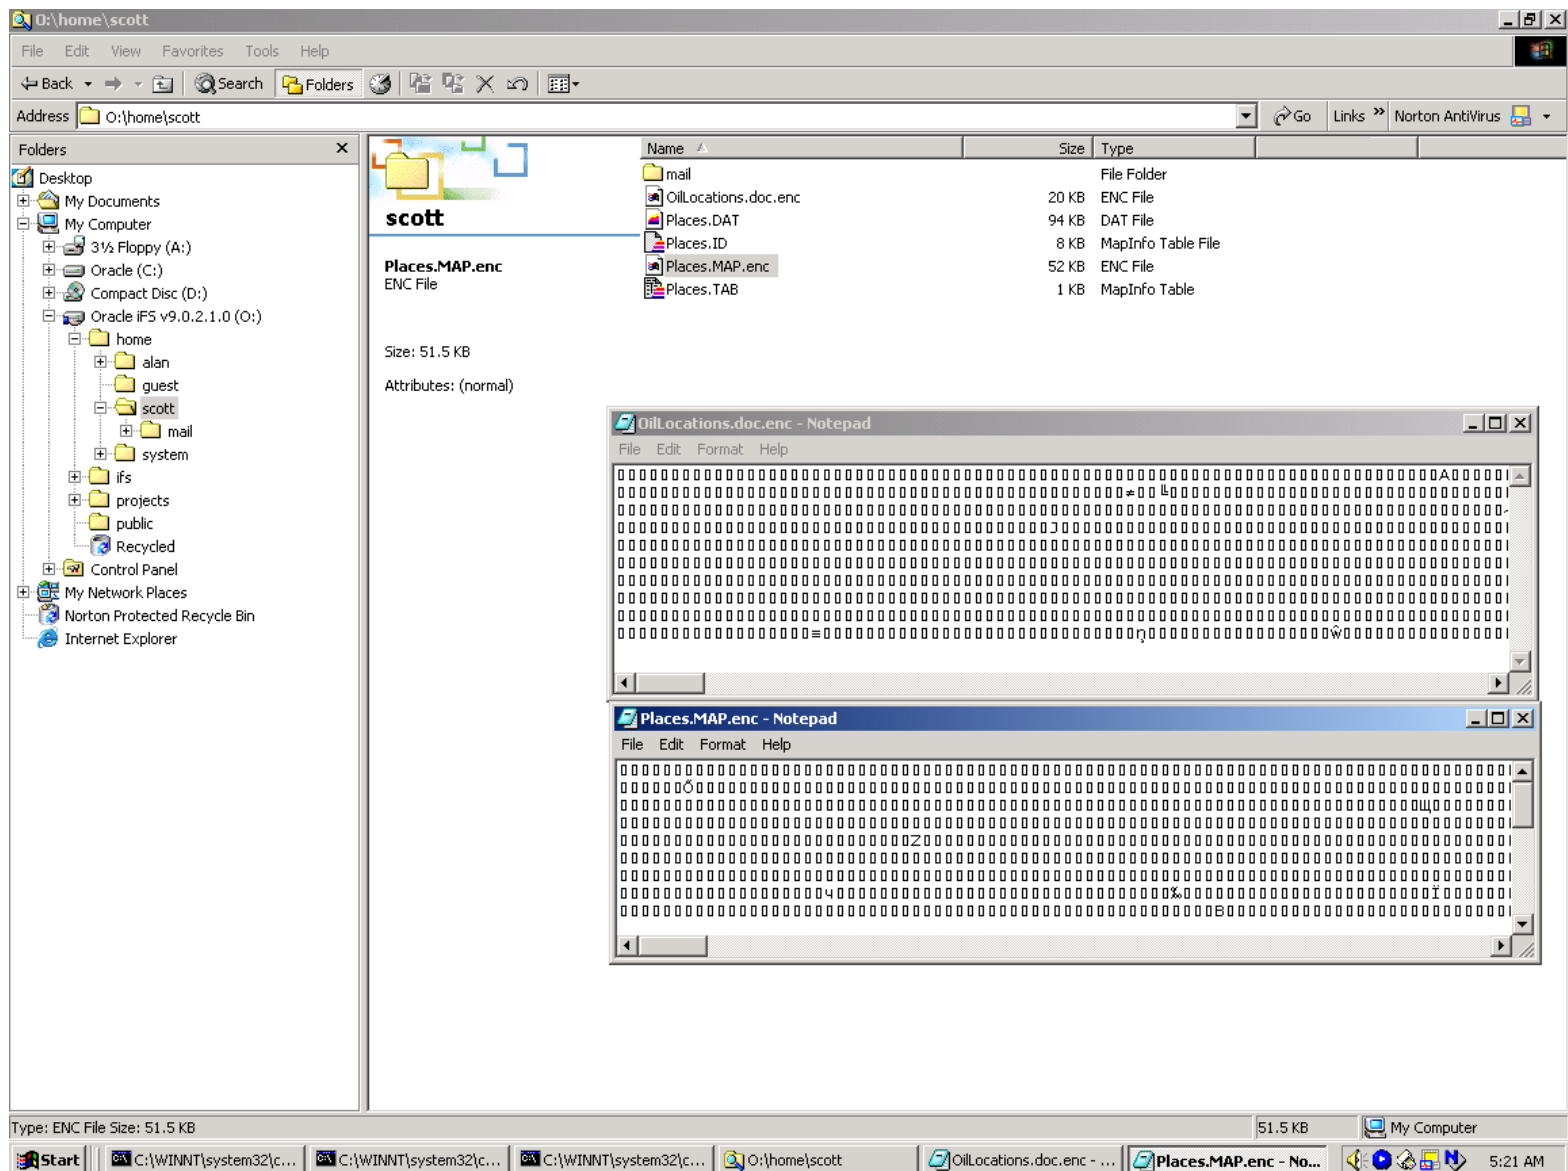 O:\home\scott
File Edit View Favorites Tools Help
Back Search Folders
Address O:\home\scott Go Links » Norton AntiVirus
Folders
Desktop
My Documents
My Computer
3½ Floppy (A:)
Oracle (C:)
Compact Disc (D:)
Oracle iFS v9.0.2.1.0 (O:)
home
alan
guest
scott
mail
system
ifs
projects
public
Recycled
Control Panel
My Network Places
Norton Protected Recycle Bin
Internet Explorer
scott
Places.MAP.enc
ENC File
Size: 51.5 KB
Attributes: (normal)
Name Size Type
mail File Folder
OilLocations.doc.enc 20 KB ENC File
Places.DAT 94 KB DAT File
Places.ID 8 KB MapInfo Table File
Places.MAP.enc 52 KB ENC File
Places.TAB 1 KB MapInfo Table
OilLocations.doc.enc - Notepad
File Edit Format Help
Places.MAP.enc - Notepad
File Edit Format Help
Type: ENC File Size: 51.5 KB 51.5 KB My Computer
Start C:\WINNT\system32\c... C:\WINNT\system32\c... C:\WINNT\system32\c... O:\home\scott OilLocations.doc.enc - ... Places.MAP.enc - No... 5:21 AM